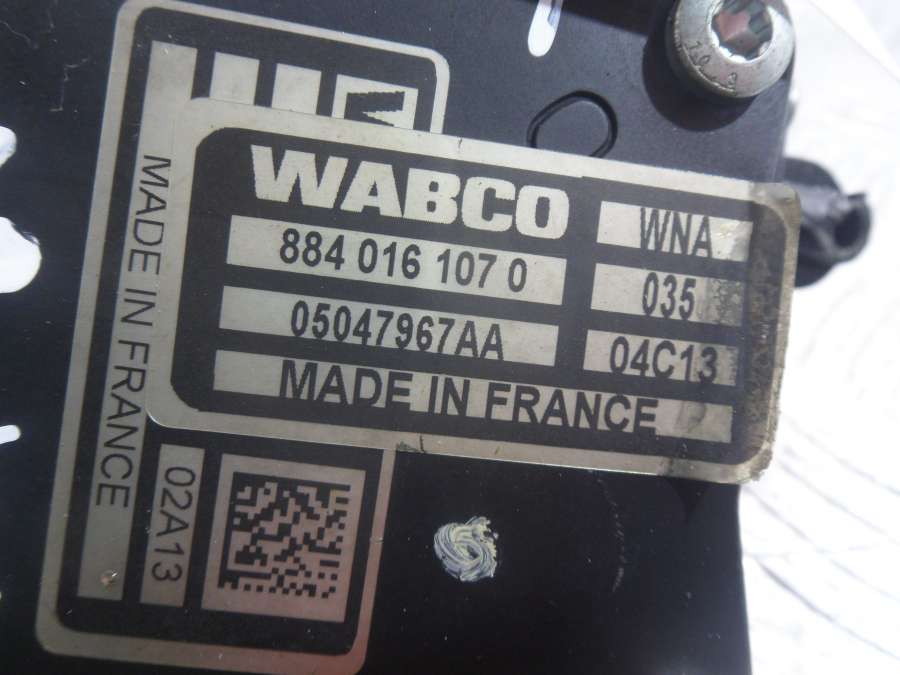 WABCO
WNA
884 016 107 0
035
05047967AA
04C13
MADE IN FRANCE
MADE IN FRANCE
02A13